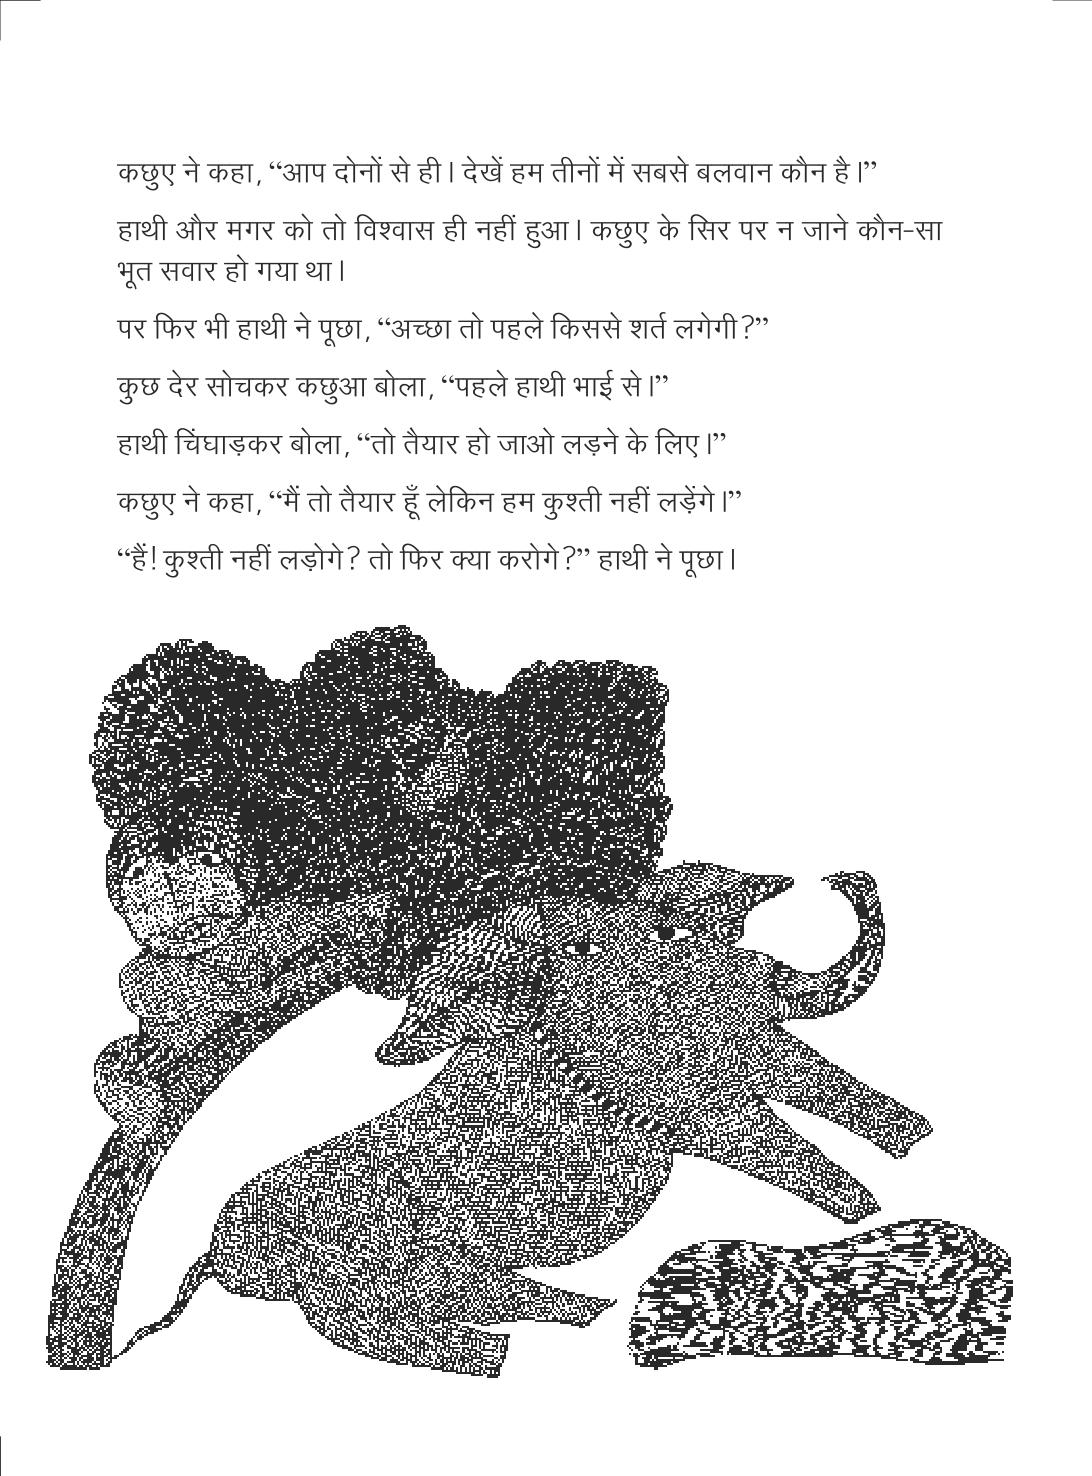 कछुए ने कहा, “आप दोनों से ही। देखें हम तीनों में सबसे बलवान कौन है।”
हाथी और मगर को तो विश्वास ही नहीं हुआ। कछुए के सिर पर न जाने कौन-सा
भूत सवार हो गया था।
पर फिर भी हाथी ने पूछा, “अच्छा तो पहले किससे शर्त लगेगी?”
कुछ देर सोचकर कछुआ बोला, “पहले हाथी भाई से।”
हाथी चिंघाड़कर बोला, “तो तैयार हो जाओ लड़ने के लिए।”
कछुए ने कहा, “मैं तो तैयार हूँ लेकिन हम कुश्ती नहीं लड़ेंगे।”
“हैं! कुश्ती नहीं लड़ोगे? तो फिर क्या करोगे?” हाथी ने पूछा।